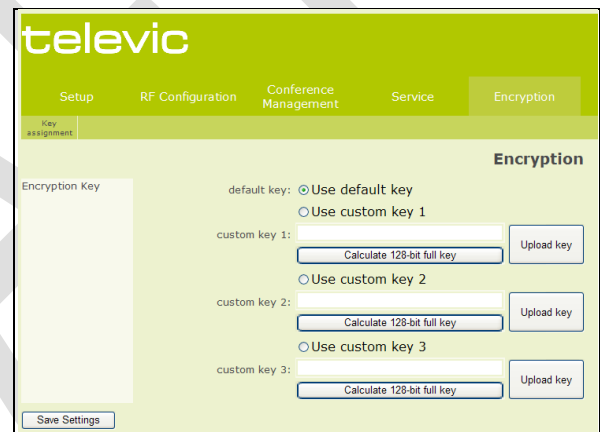 televic
Setup RF Configuration Conference Management Service Encryption
Key assignment
Encryption
Encryption Key
default key: Use default key
Use custom key 1
custom key 1:
Calculate 128-bit full key
Upload key
Use custom key 2
custom key 2:
Calculate 128-bit full key
Upload key
Use custom key 3
custom key 3:
Calculate 128-bit full key
Upload key
Save Settings